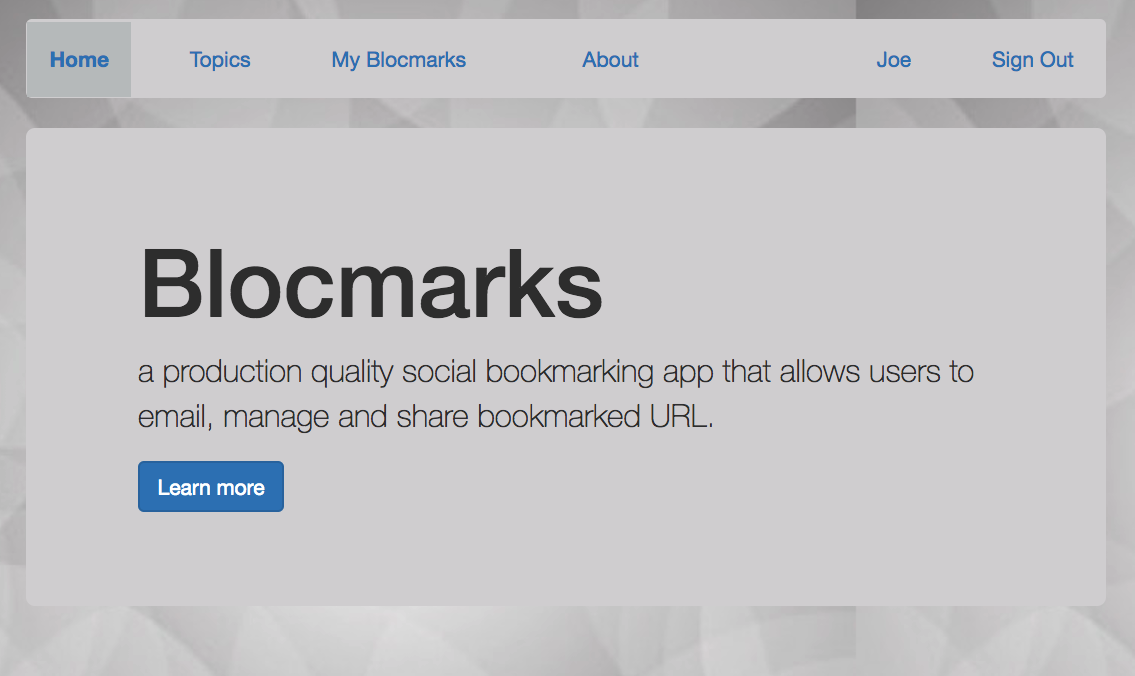 Home Topics My Blocmarks About Joe Sign Out
Blocmarks
a production quality social bookmarking app that allows users to
email, manage and share bookmarked URL.
Learn more